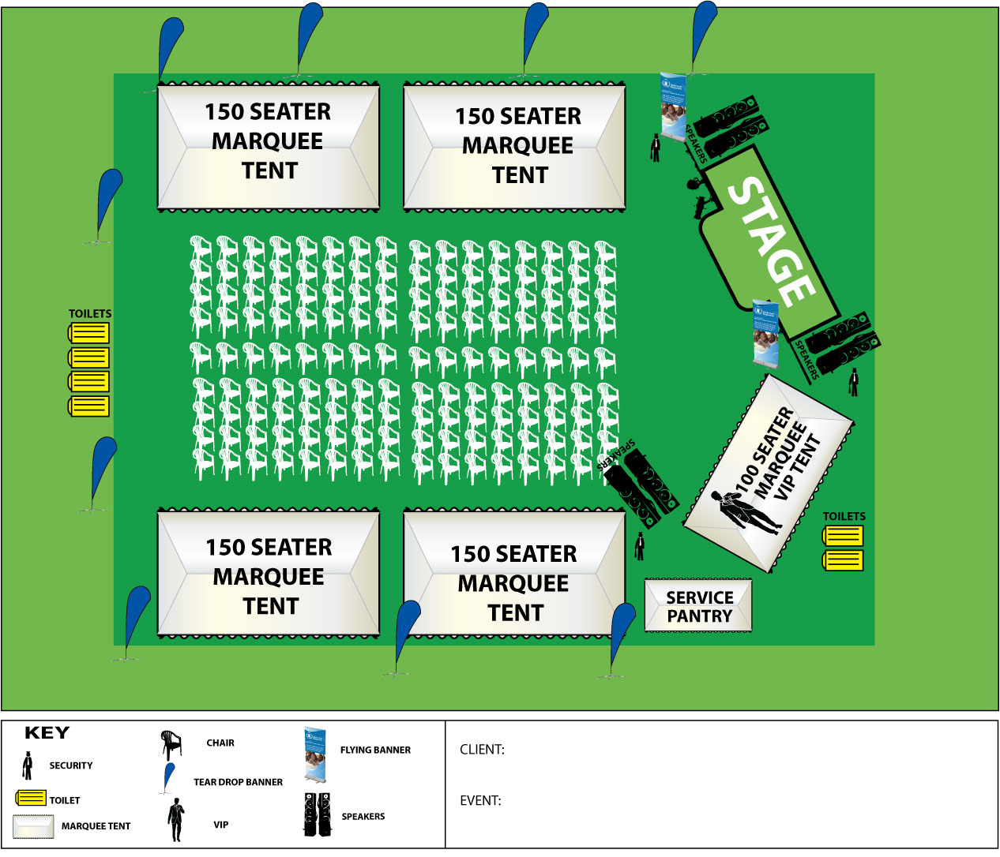 150 SEATER
MARQUEE
TENT
150 SEATER
MARQUEE
TENT
SPEAKERS
STAGE
TOILETS
SPEAKERS
SPEAKERS
100 SEATER
MARQUEE
VIP TENT
TOILETS
150 SEATER
MARQUEE
TENT
150 SEATER
MARQUEE
TENT
SERVICE
PANTRY
KEY
SECURITY
TOILET
MARQUEE TENT
CHAIR
TEAR DROP BANNER
VIP
FLYING BANNER
SPEAKERS
CLIENT:
EVENT: